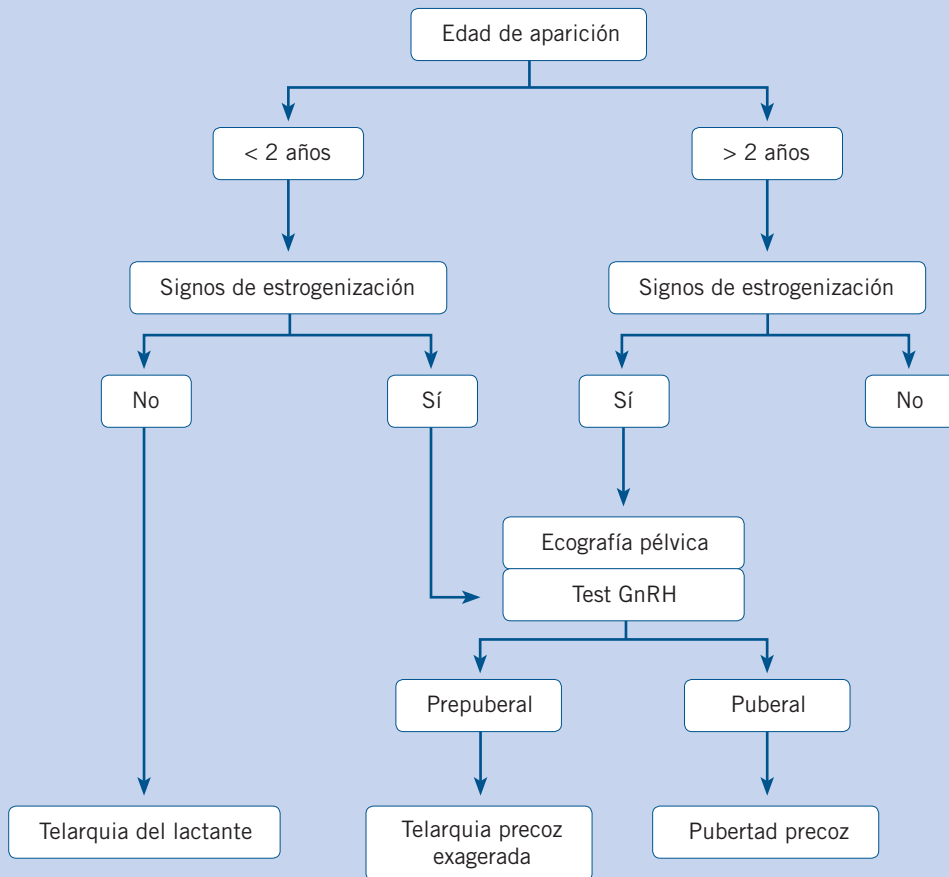 Edad de aparición
< 2 años
> 2 años
Signos de estrogenización
Signos de estrogenización
No
Sí
Sí
No
Ecografía pélvica
Test GnRH
Prepuberal
Puberal
Telarquia del lactante
Telarquia precoz
exagerada
Pubertad precoz